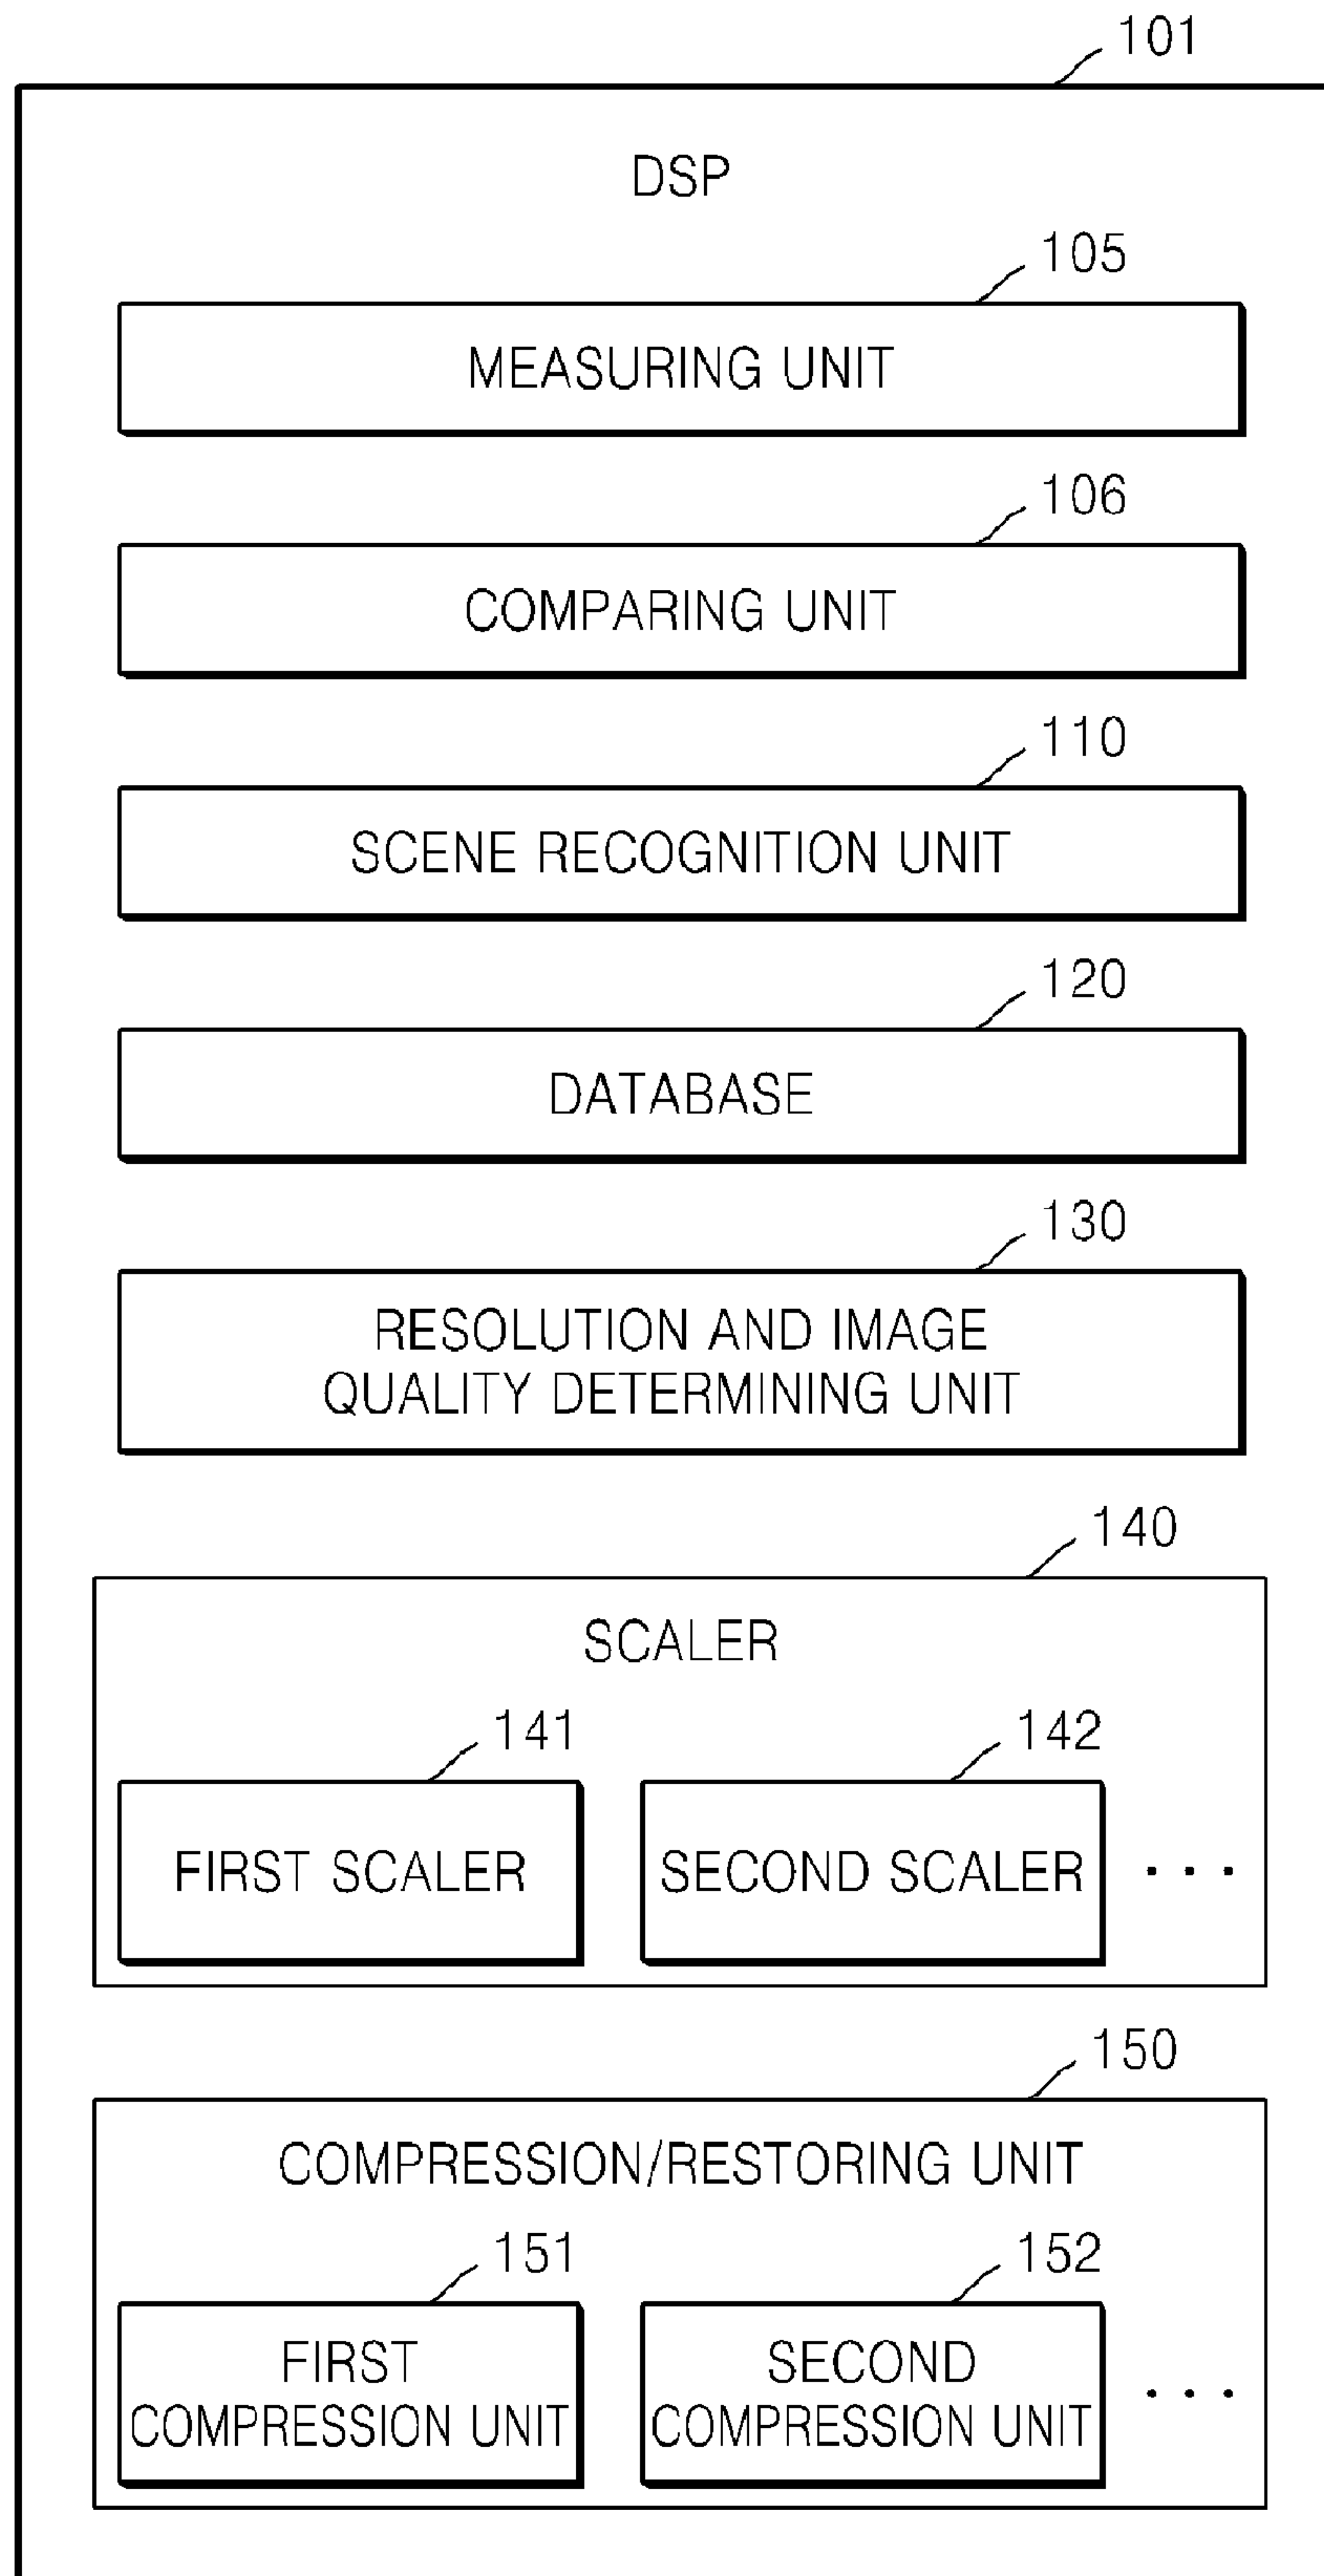 101
DSP
105
MEASURING UNIT
106
COMPARING UNIT
110
SCENE RECOGNITION UNIT
120
DATABASE
130
RESOLUTION AND IMAGE
QUALITY DETERMINING UNIT
140
SCALER
141
142
FIRST SCALER
SECOND SCALER
...
150
COMPRESSION/RESTORING UNIT
151
152
FIRST
COMPRESSION UNIT
SECOND
COMPRESSION UNIT
...